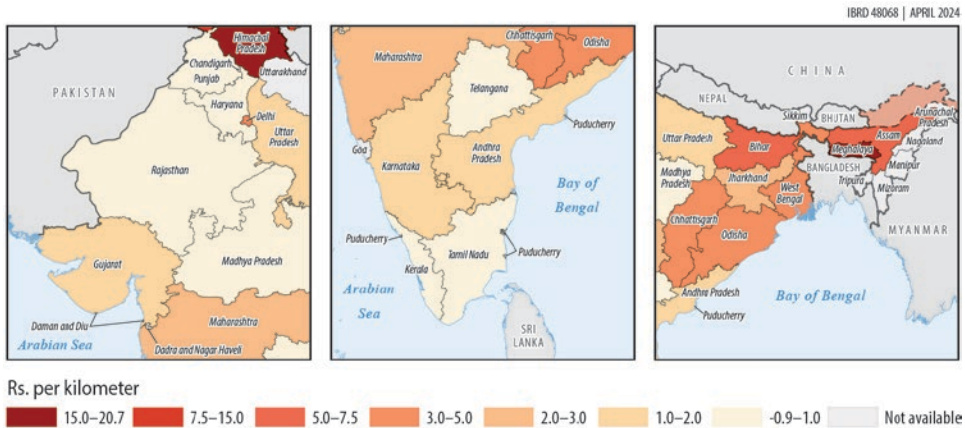 IBRD 48068 | APRIL 2024
Himachal
Pradesh
Chandigarh
Punjab
Uttarakhand
PAKISTAN
Haryana
Delhi
Uttar
Pradesh
Rajasthan
Gujarat
Madhya Pradesh
Daman and Diu
Maharashtra
Arabian Sea
Dadra and Nagar Haveli
Chhattisgarh
Odisha
Maharashtra
Telangana
Puducherry
Goa
Andhra
Pradesh
Karnataka
Bay of
Bengal
Puducherry
Tamil Nadu
Puducherry
Kerala
Arabian
Sea
SRI
LANKA
CHINA
NEPAL
Sikkim
BHUTAN
Arunachal
Pradesh
Uttar Pradesh
Assam
Nagaland
Bihar
Meghalaya
Manipur
BANGLADESH
Madhya
Pradesh
Jharkhand
Tripura
Mizoram
West
Bengal
Chhattisgarh
Odisha
MYANMAR
Andhra Pradesh
Bay of Bengal
Puducherry
Rs. per kilometer
15.0–20.7 7.5–15.0 5.0–7.5 3.0–5.0 2.0–3.0 1.0–2.0 -0.9–1.0 Not available